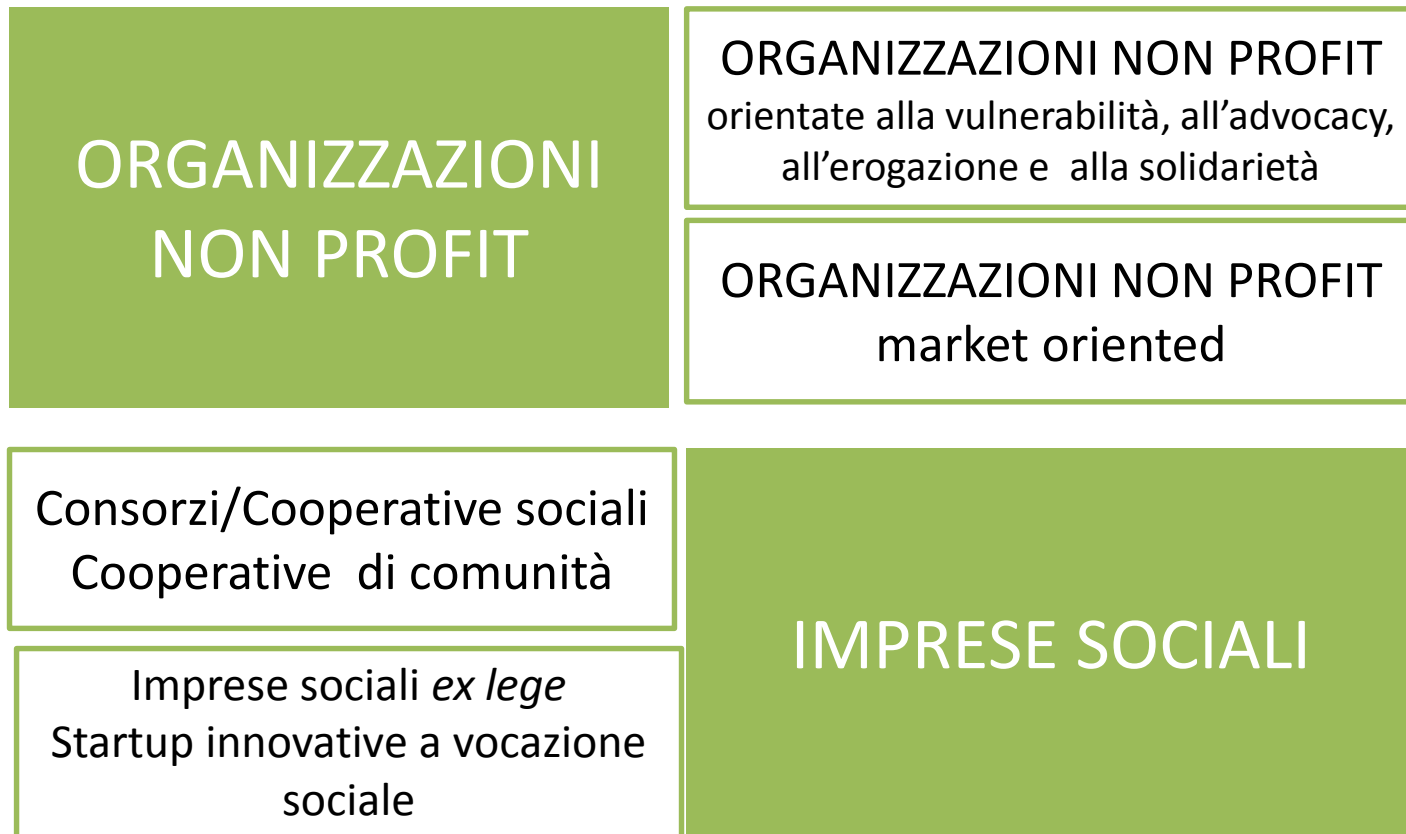 ORGANIZZAZIONI
NON PROFIT
ORGANIZZAZIONI NON PROFIT
orientate alla vulnerabilità, all’advocacy,
all’erogazione e alla solidarietà
ORGANIZZAZIONI NON PROFIT
market oriented
Consorzi/Cooperative sociali
Cooperative di comunità
Imprese sociali ex lege
Startup innovative a vocazione
sociale
IMPRESE SOCIALI